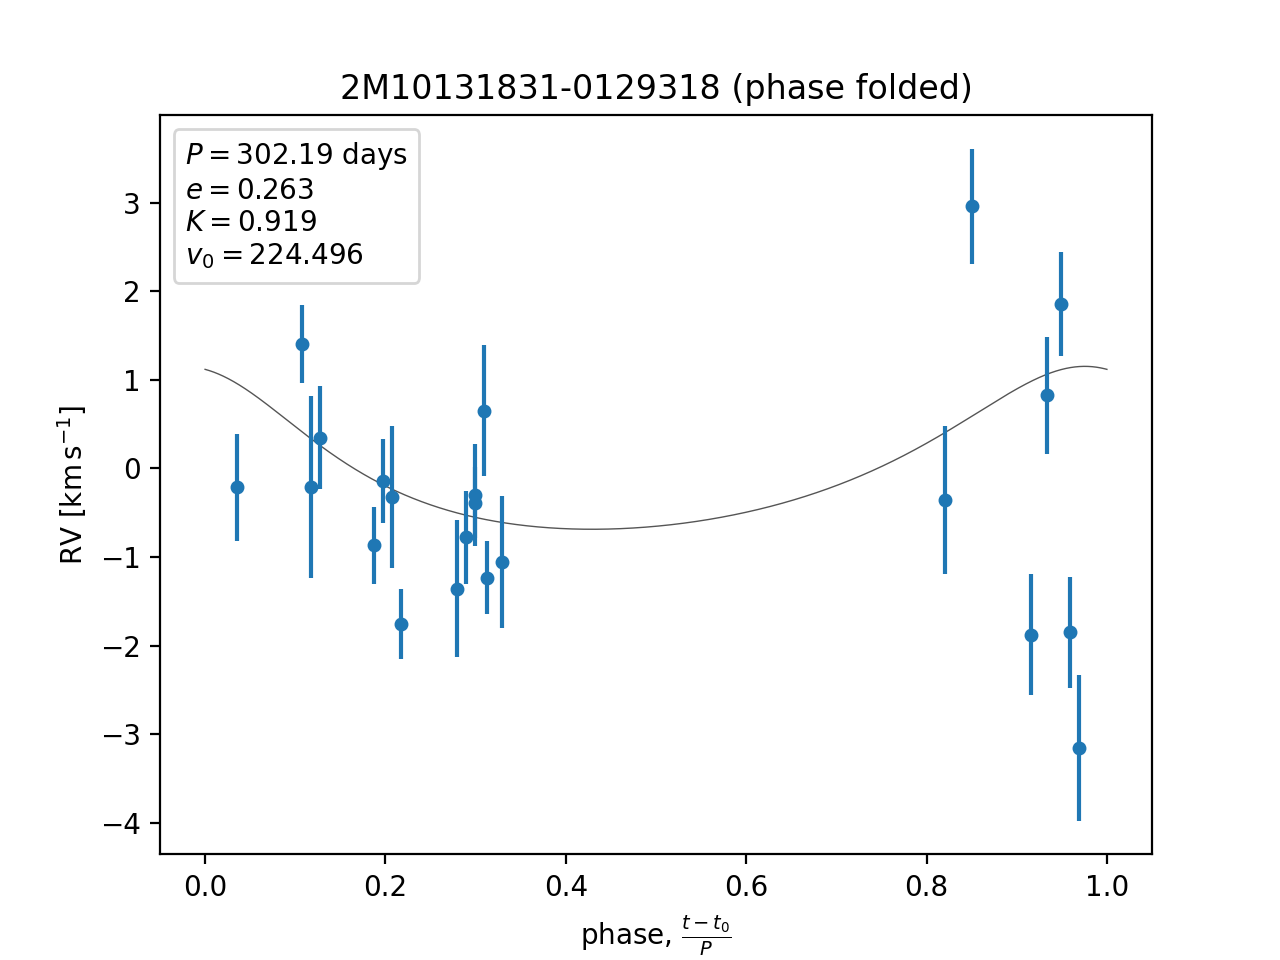 2M10131831-0129318 (phase folded)
P = 302.19 days
e = 0.263
K = 0.919
v₀ = 224.496
3
2
1
0
−1
−2
−3
−4
RV [km s⁻¹]
0.0 0.2 0.4 0.6 0.8 1.0
phase, (t − t₀)/P